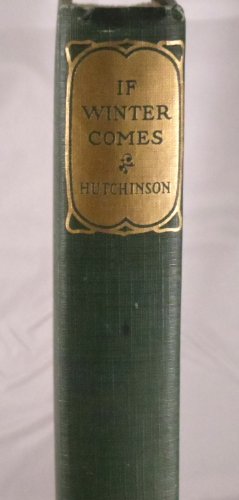 IF
WINTER
COMES
HUTCHINSON